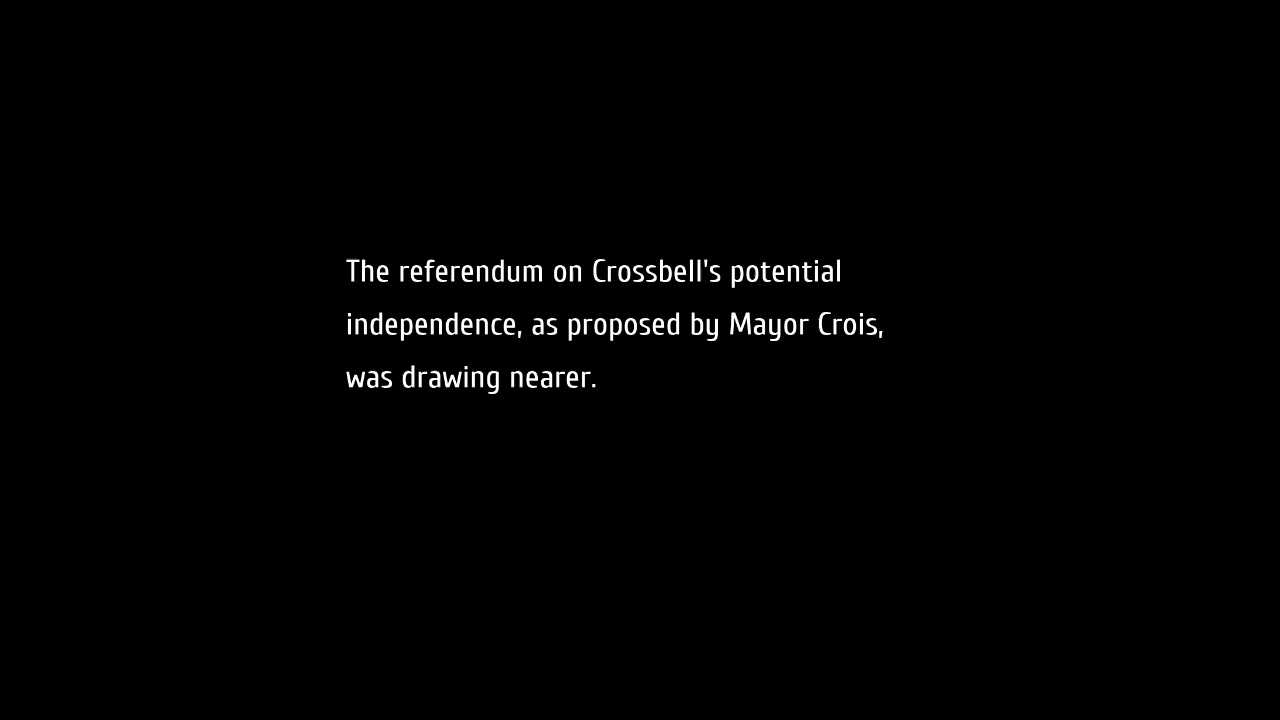 The referendum on Crossbell's potential
independence, as proposed by Mayor Crois,
was drawing nearer.